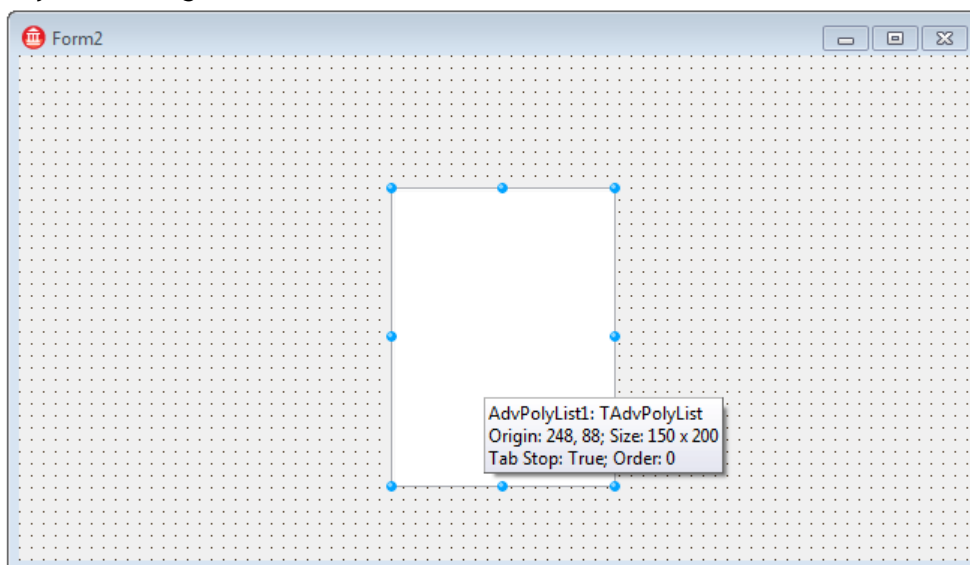 Form2
AdvPolyList1: TAdvPolyList
Origin: 248, 88; Size: 150 x 200
Tab Stop: True; Order: 0